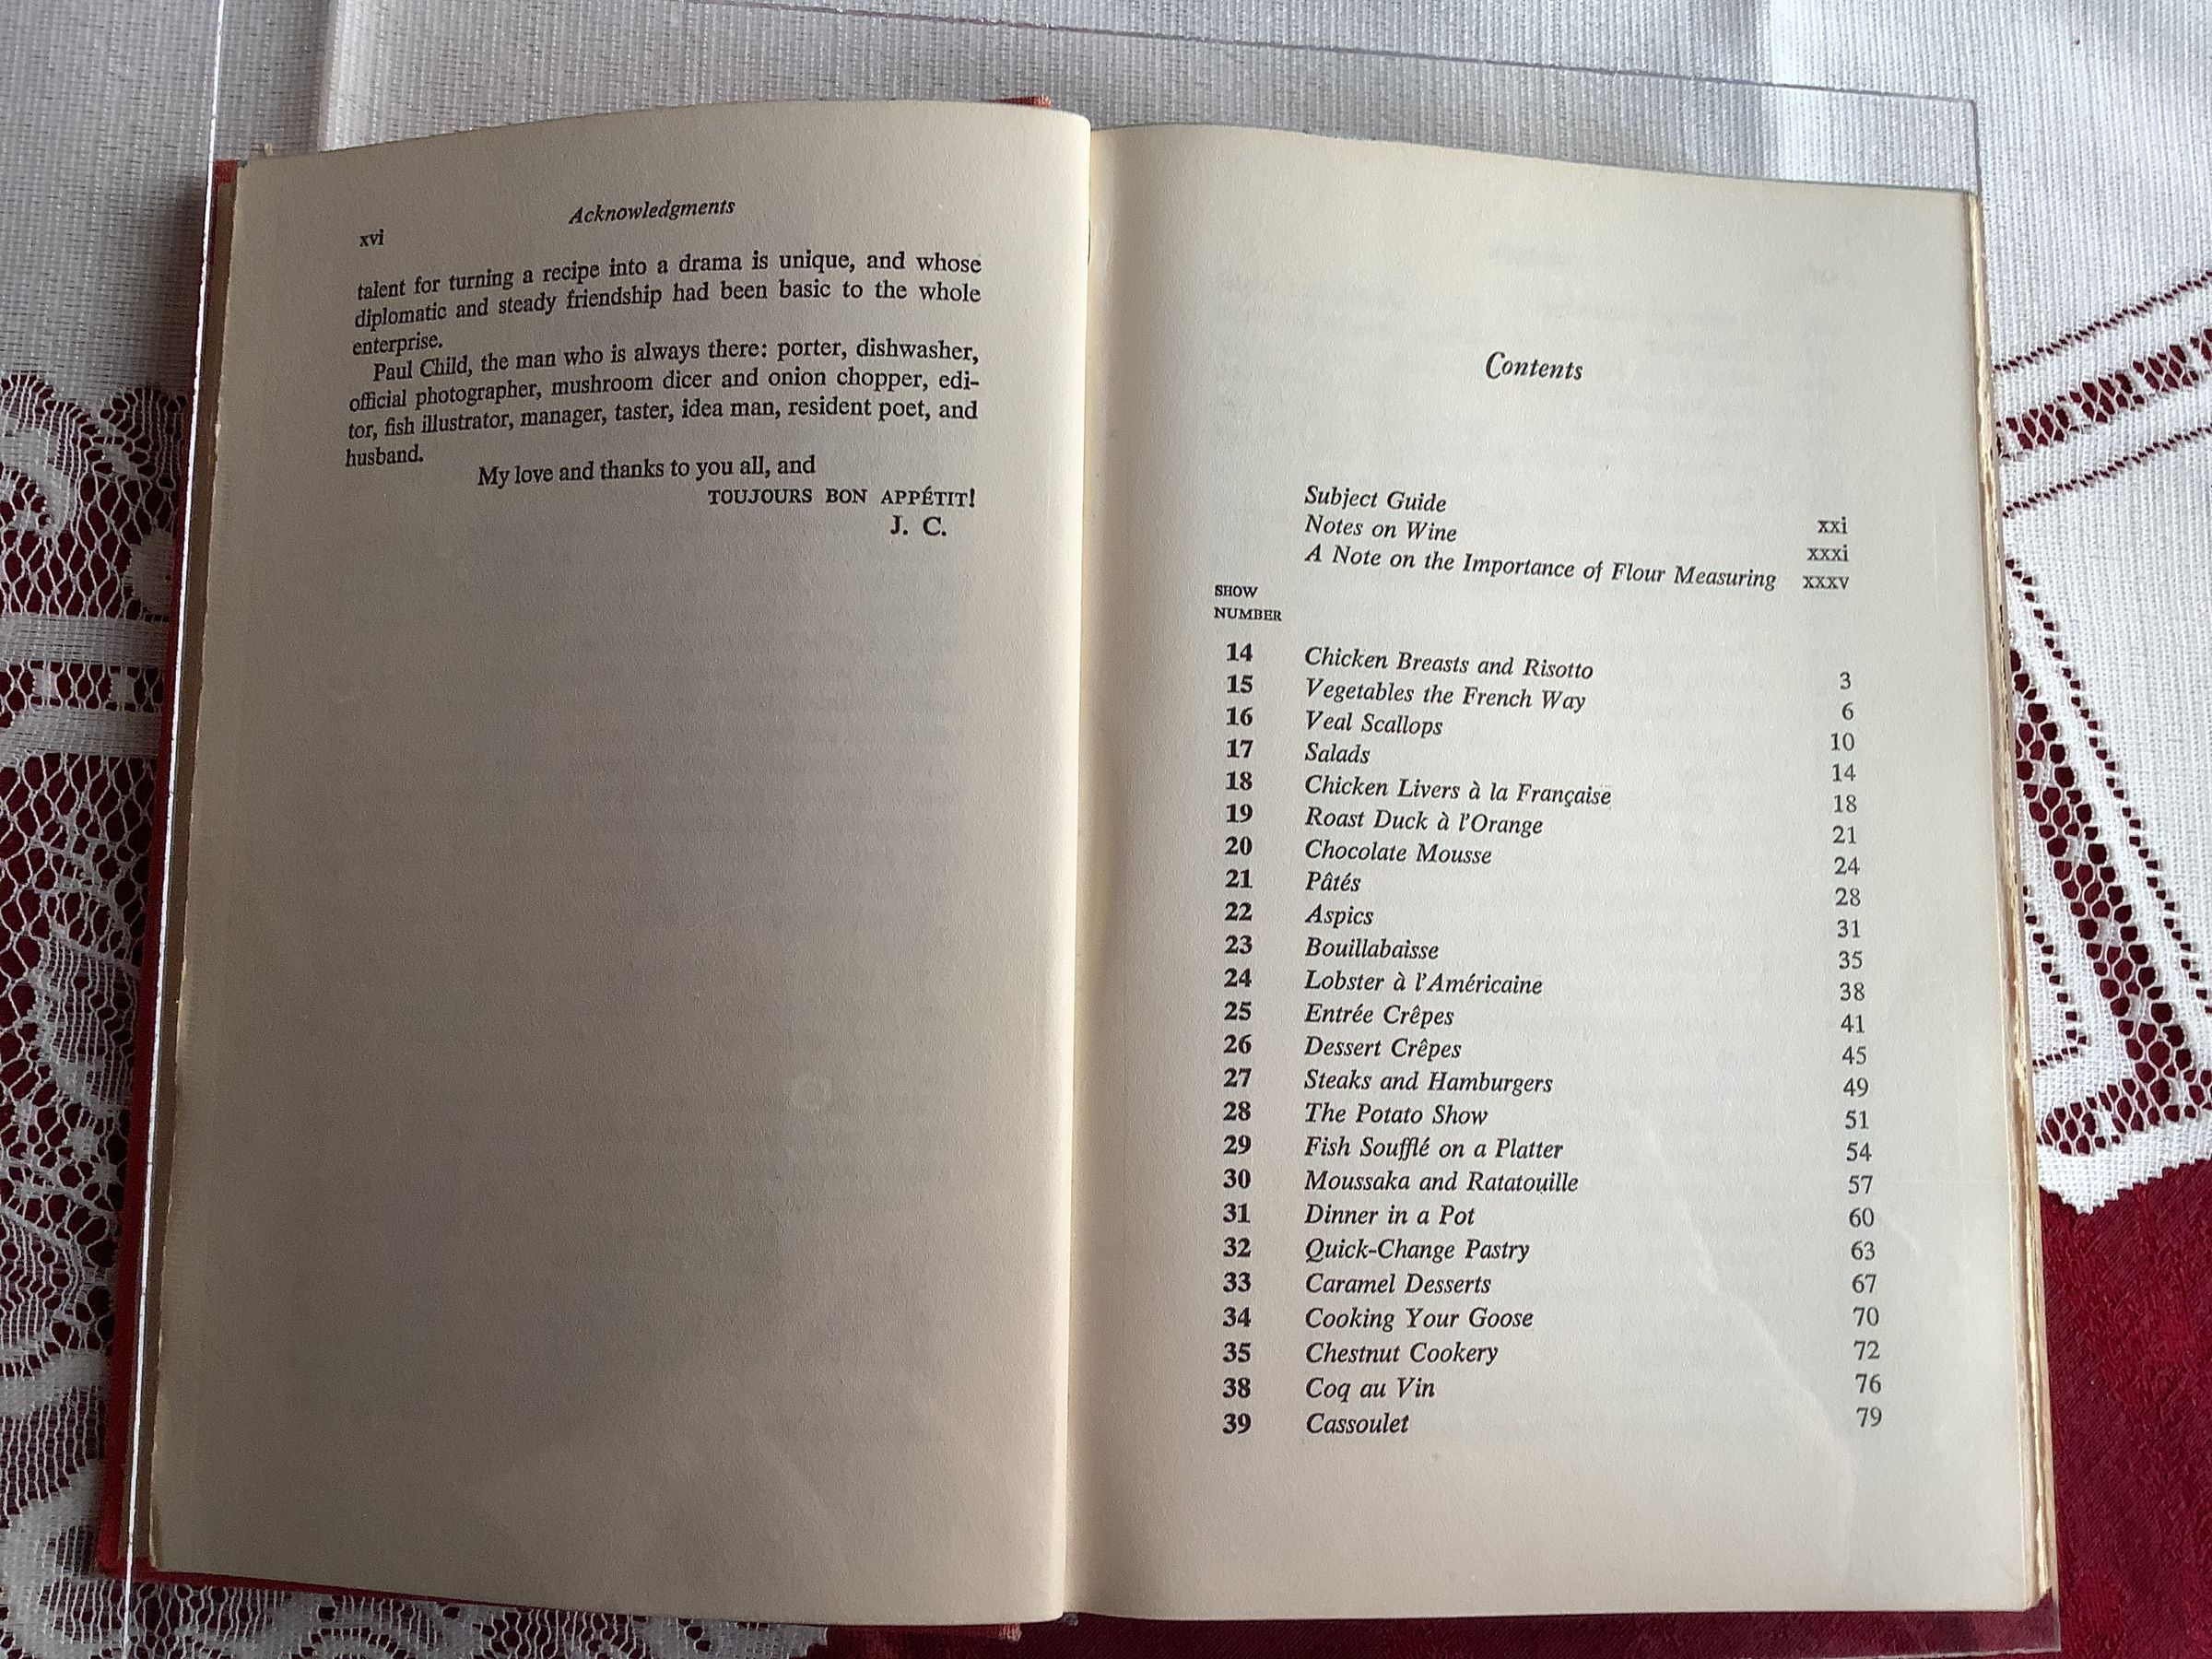 Acknowledgments
xvi
talent for turning a recipe into a drama is unique, and whose
diplomatic and steady friendship had been basic to the whole
enterprise.
Paul Child, the man who is always there: porter, dishwasher,
official photographer, mushroom dicer and onion chopper, edi-
tor, fish illustrator, manager, taster, idea man, resident poet, and
husband.
My love and thanks to you all, and
TOUJOURS BON APPÉTIT!
J. C.
Contents
Subject Guide xxi
Notes on Wine xxxi
A Note on the Importance of Flour Measuring xxxv
SHOW
NUMBER
14 Chicken Breasts and Risotto 3
15 Vegetables the French Way 6
16 Veal Scallops 10
17 Salads 14
18 Chicken Livers à la Française 18
19 Roast Duck à l'Orange 21
20 Chocolate Mousse 24
21 Pâtés 28
22 Aspics 31
23 Bouillabaisse 35
24 Lobster à l'Américaine 38
25 Entrée Crêpes 41
26 Dessert Crêpes 45
27 Steaks and Hamburgers 49
28 The Potato Show 51
29 Fish Soufflé on a Platter 54
30 Moussaka and Ratatouille 57
31 Dinner in a Pot 60
32 Quick-Change Pastry 63
33 Caramel Desserts 67
34 Cooking Your Goose 70
35 Chestnut Cookery 72
38 Coq au Vin 76
39 Cassoulet 79